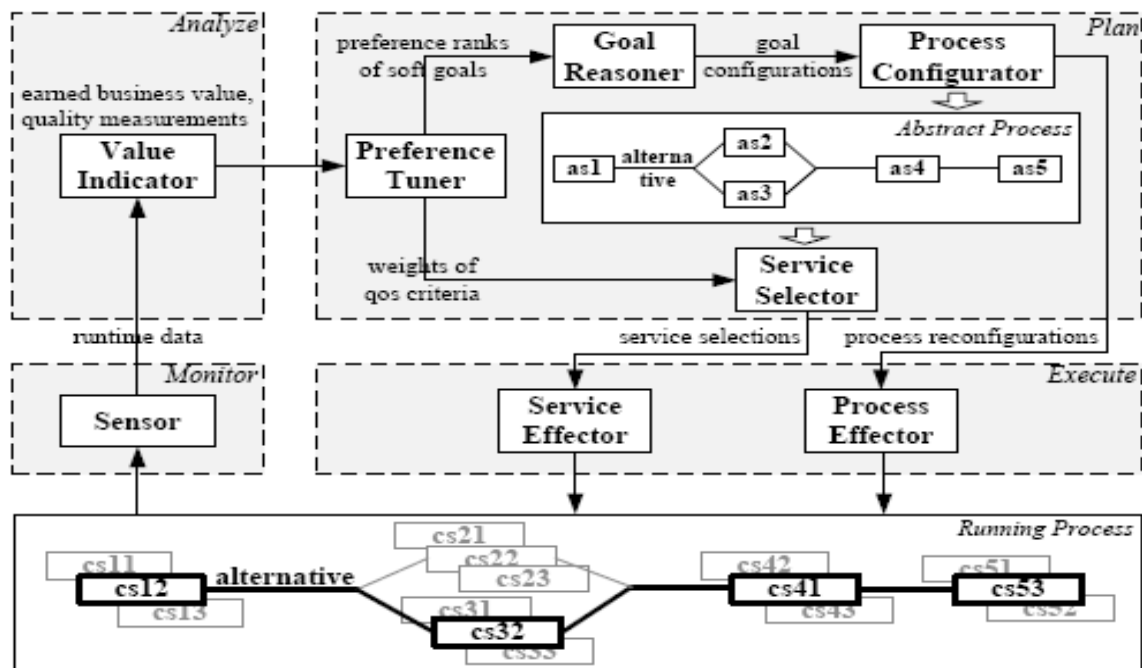 Analyze
earned business value,
quality measurements
Value
Indicator
runtime data
Monitor
Sensor
Plan
preference ranks
of soft goals
Goal
Reasoner
goal
configurations
Process
Configurator
Preference
Tuner
Abstract Process
as1
alterna
tive
as2
as3
as4
as5
weights of
qos criteria
Service
Selector
service selections
process reconfigurations
Execute
Service
Effector
Process
Effector
Running Process
cs11
cs12
cs13
alternative
cs21
cs22
cs23
cs31
cs32
cs33
cs42
cs41
cs43
cs51
cs53
cs52